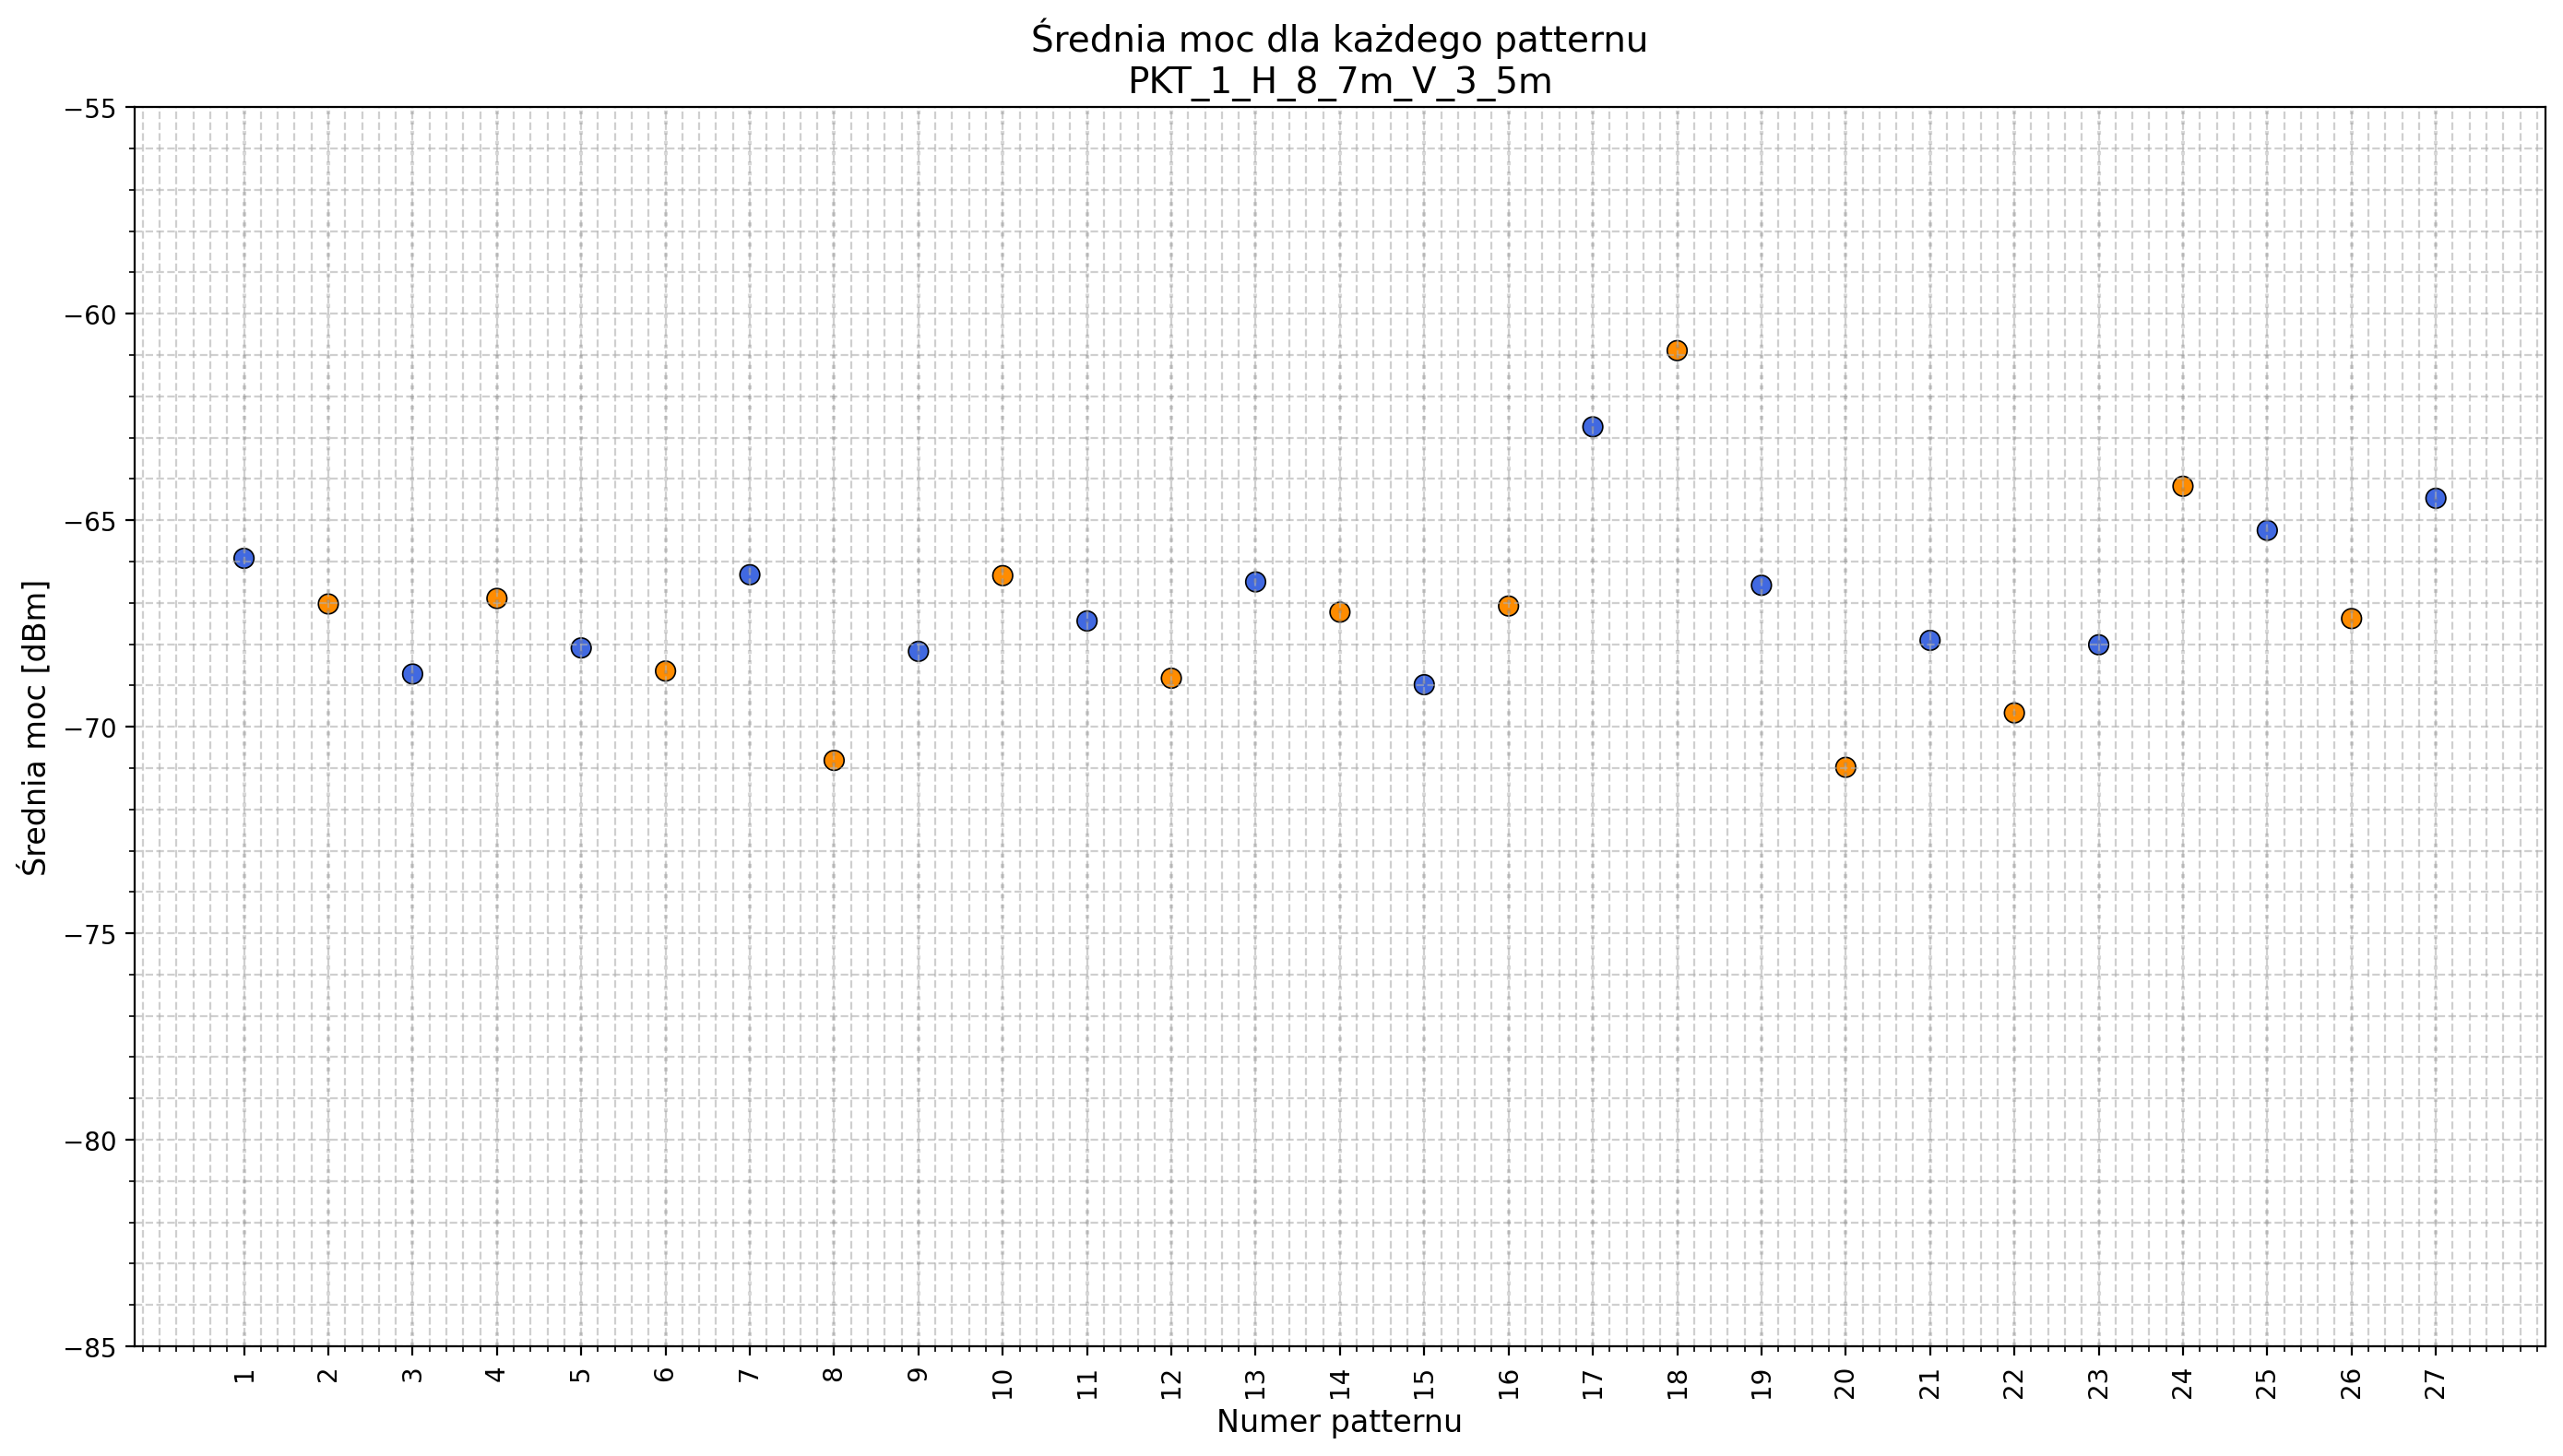 Średnia moc dla każdego patternu
PKT_1_H_8_7m_V_3_5m
Średnia moc [dBm]
−55
−60
−65
−70
−75
−80
−85
1 2 3 4 5 6 7 8 9 10 11 12 13 14 15 16 17 18 19 20 21 22 23 24 25 26 27
Numer patternu